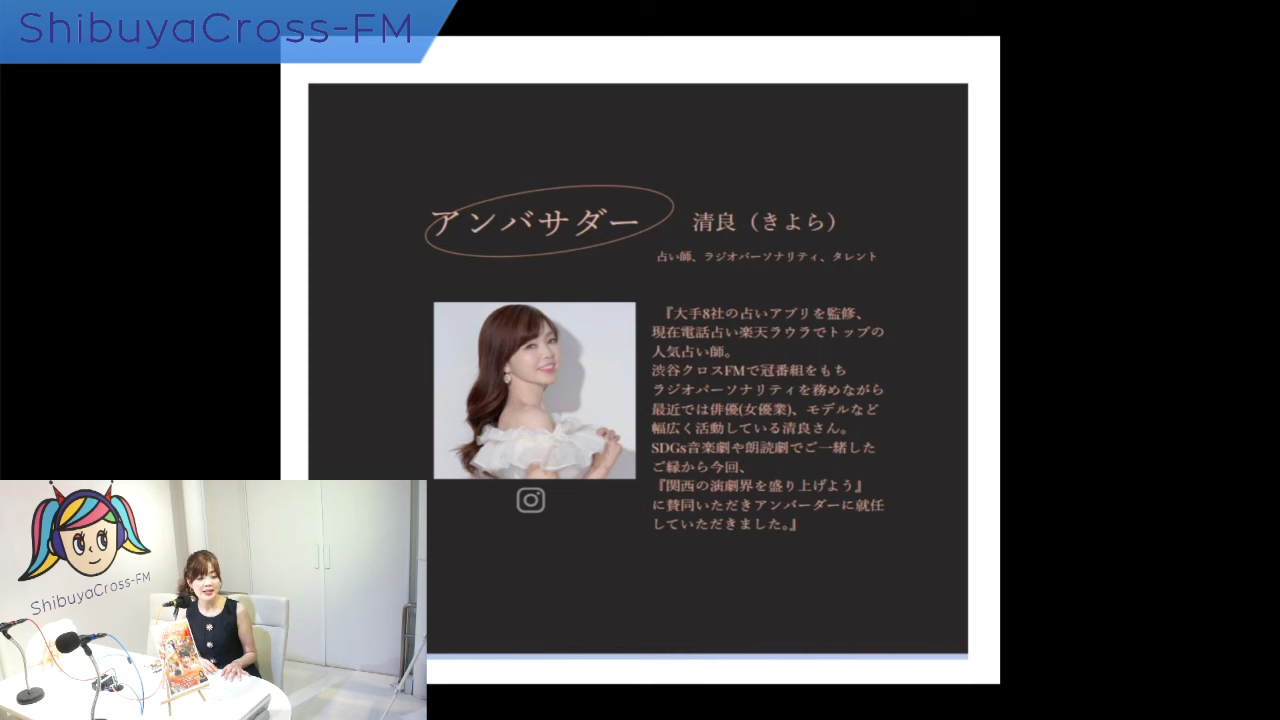 ShibuyaCross-FM
アンバサダー
清良（きよら）
占い師、ラジオパーソナリティ、タレント
『大手8社の占いアプリを監修、
現在電話占い楽天ラウラでトップの
人気占い師。
渋谷クロスFMで冠番組をもち
ラジオパーソナリティを務めながら
最近では俳優(女優業)、モデルなど
幅広く活動している清良さん。
SDGs音楽劇や朗読劇でご一緒した
ご縁から今回、
『関西の演劇界を盛り上げよう』
に賛同いただきアンバーダーに就任
していただきました。』
ShibuyaCross-FM